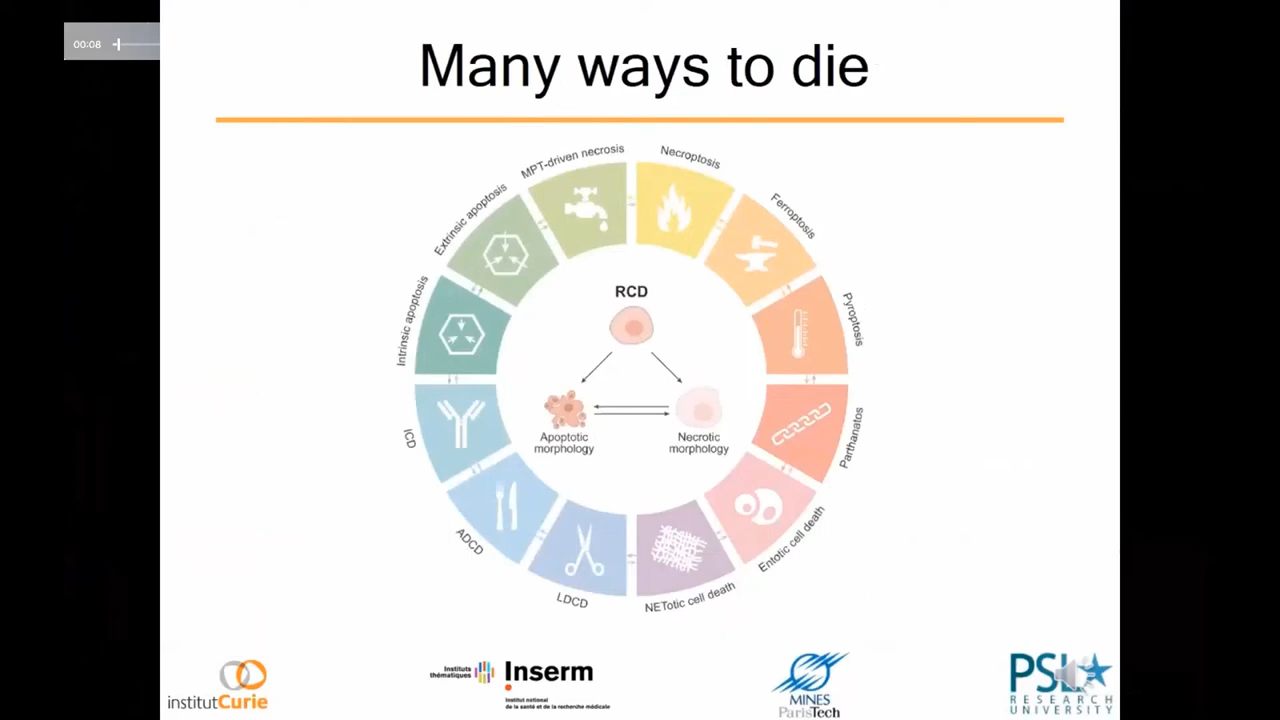 00:08
Many ways to die
MPT-driven necrosis
Necroptosis
Ferroptosis
Pyroptosis
Parthanatos
Entotic cell death
NETotic cell death
LDCD
ADCD
ICD
Intrinsic apoptosis
Extrinsic apoptosis
RCD
Apoptotic
morphology
Necrotic
morphology
institutCurie
Instituts
thématiques
Inserm
Institut national
de la santé et de la recherche médicale
MINES
ParisTech
PSL
RESEARCH
UNIVERSITY